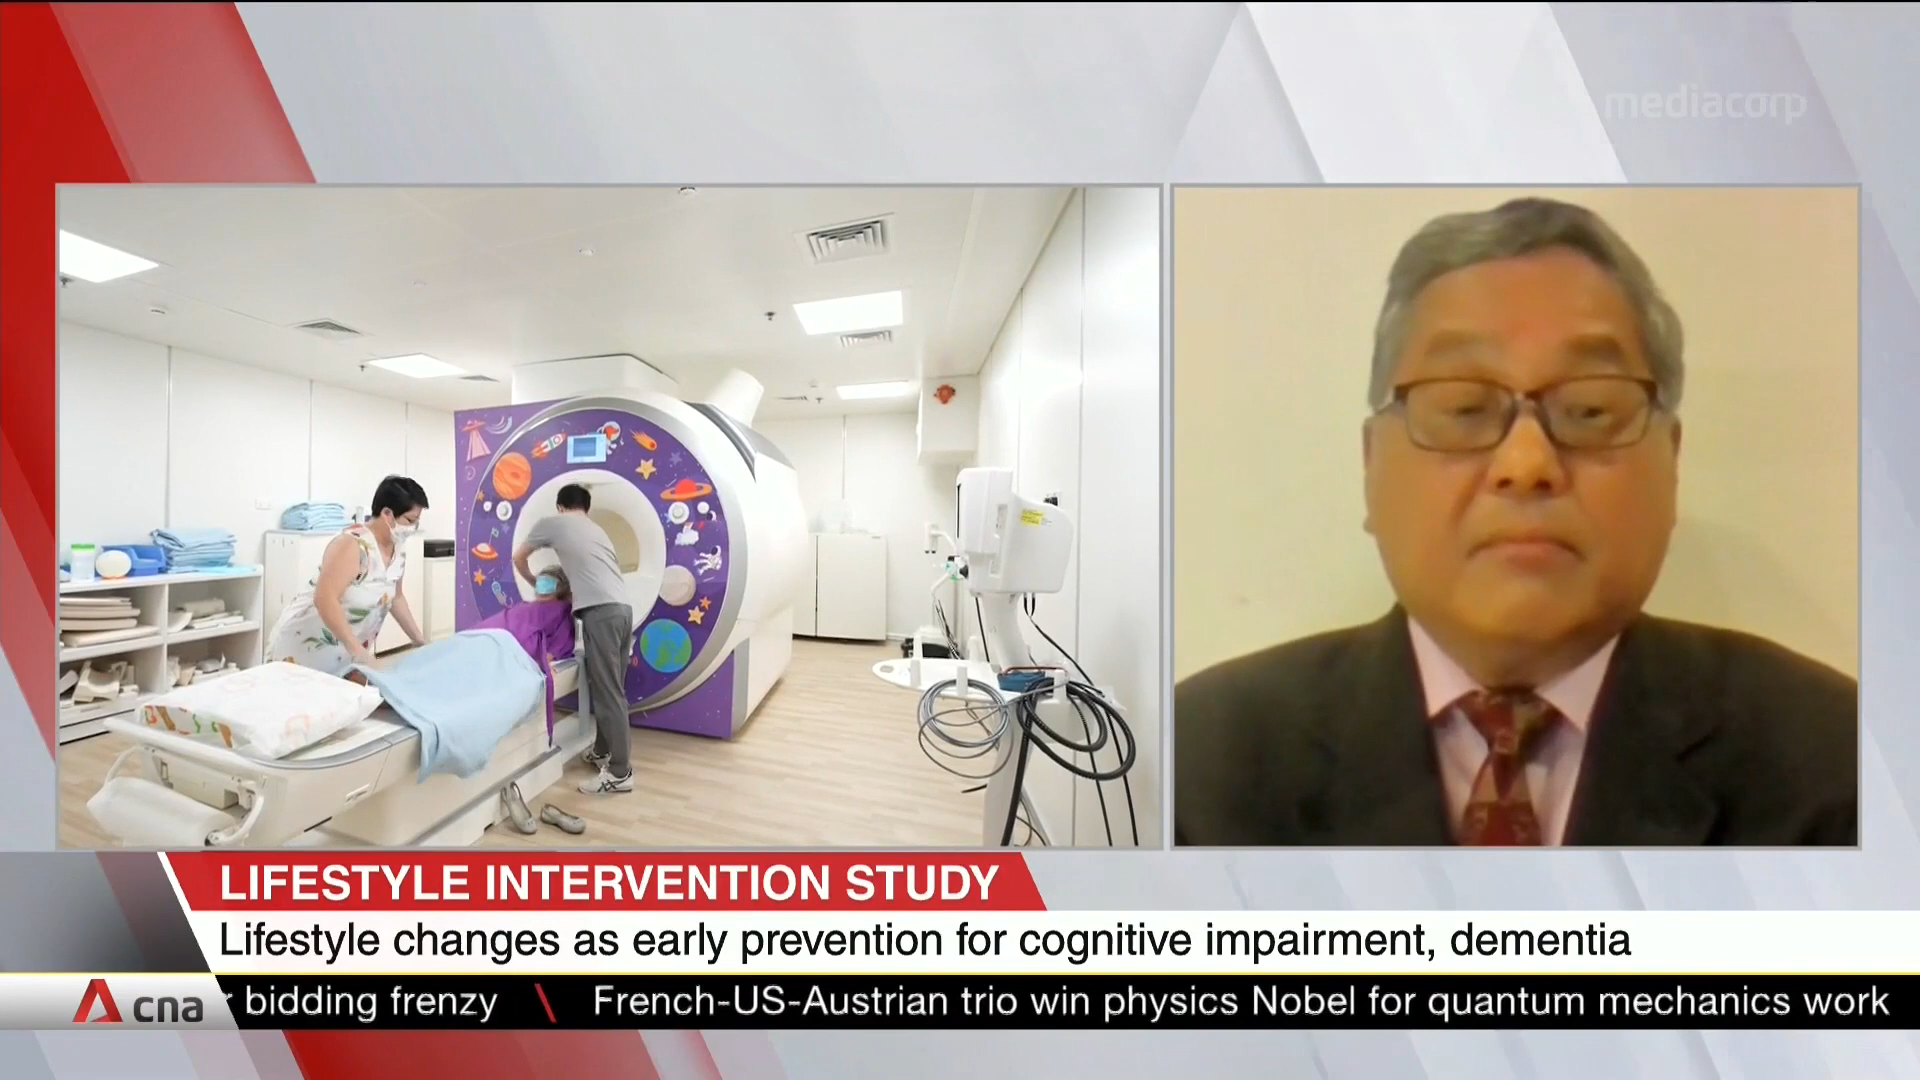 mediacorp
LIFESTYLE INTERVENTION STUDY
Lifestyle changes as early prevention for cognitive impairment, dementia
cna
bidding frenzy \ French-US-Austrian trio win physics Nobel for quantum mechanics work